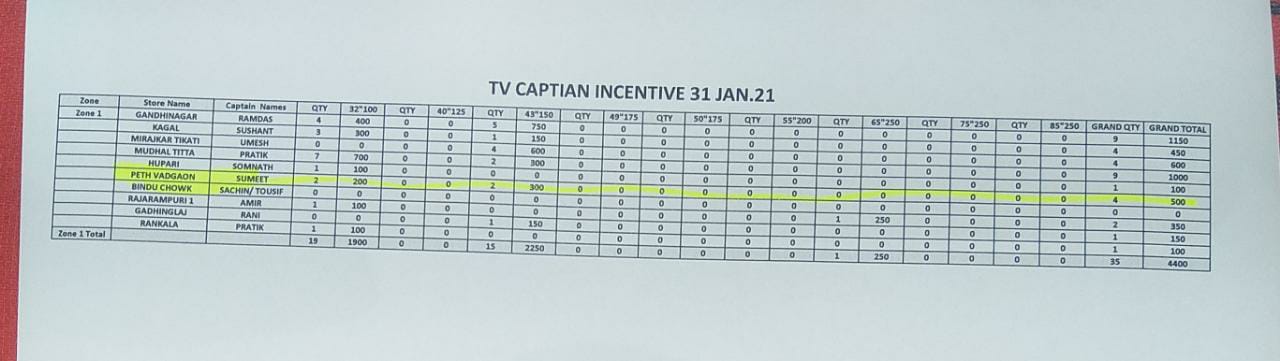 TV CAPTIAN INCENTIVE 31 JAN.21
Zone Store Name Captain Names QTY 32"100 QTY 40"125 QTY 43"150 QTY 49"175 QTY 50"175 QTY 55"200 QTY 65"250 QTY 75"250 QTY 85"250 GRAND QTY GRAND TOTAL
Zone 1 GANDHINAGAR RAMDAS 4 400 0 0 5 750 0 0 0 0 0 0 0 0 0 0 0 0 9 1150
KAGAL SUSHANT 3 300 0 0 1 150 0 0 0 0 0 0 0 0 0 0 0 0 4 450
MIRAJKAR TIKATI UMESH 0 0 0 0 4 600 0 0 0 0 0 0 0 0 0 0 0 0 4 600
MUDHAL TITTA PRATIK 7 700 0 0 2 300 0 0 0 0 0 0 0 0 0 0 0 0 9 1000
HUPARI SOMNATH 1 100 0 0 0 0 0 0 0 0 0 0 0 0 0 0 0 0 1 100
PETH VADGAON SUMEET 2 200 0 0 2 300 0 0 0 0 0 0 0 0 0 0 0 0 4 500
BINDU CHOWK SACHIN/ TOUSIF 0 0 0 0 0 0 0 0 0 0 0 0 0 0 0 0 0 0 0 0
RAJARAMPURI 1 AMIR 1 100 0 0 0 0 0 0 0 0 0 0 1 250 0 0 0 0 2 350
GADHINGLAJ RANI 0 0 0 0 1 150 0 0 0 0 0 0 0 0 0 0 0 0 1 150
RANKALA PRATIK 1 100 0 0 0 0 0 0 0 0 0 0 0 0 0 0 0 0 1 100
Zone 1 Total 19 1900 0 0 15 2250 0 0 0 0 0 0 1 250 0 0 0 0 35 4400